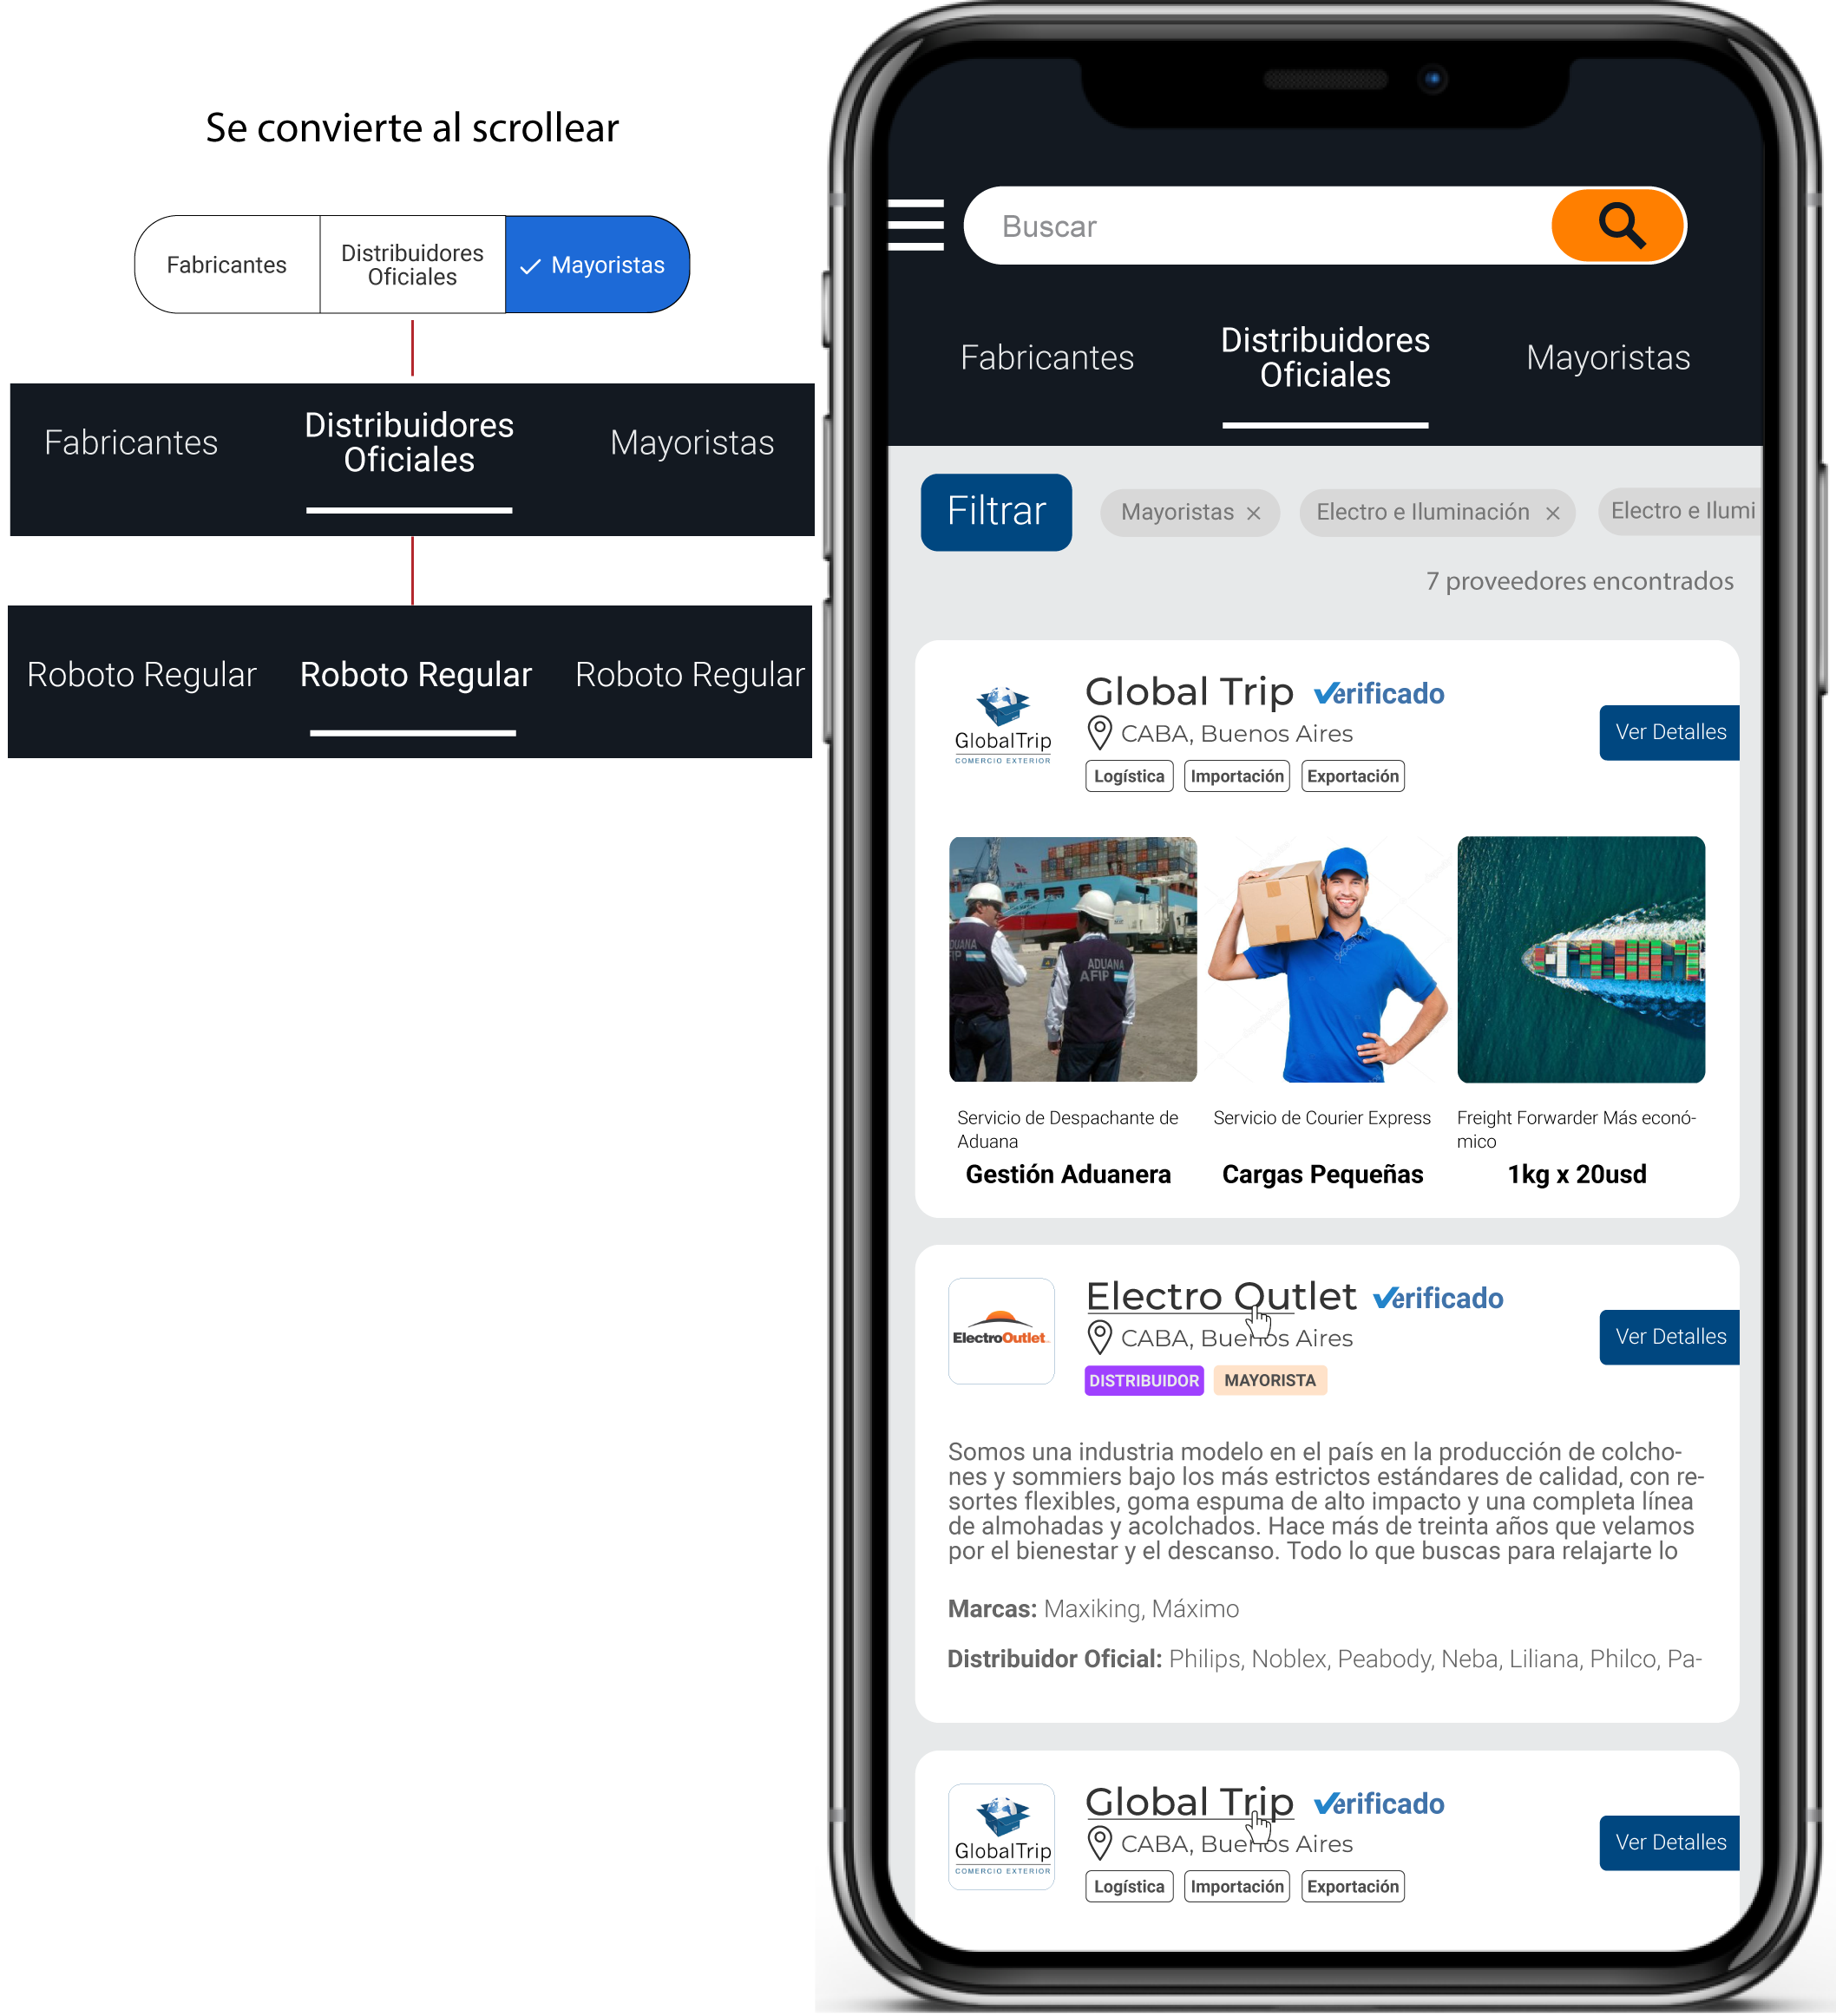 Se convierte al scrollear
Fabricantes
Distribuidores
Oficiales
Mayoristas
Fabricantes
Distribuidores
Oficiales
Mayoristas
Roboto Regular
Roboto Regular
Roboto Regular
Buscar
Fabricantes
Distribuidores
Oficiales
Mayoristas
Filtrar
Mayoristas ×
Electro e Iluminación ×
Electro e Ilumi
7 proveedores encontrados
GlobalTrip
COMERCIO EXTERIOR
Global Trip
Verificado
CABA, Buenos Aires
Logística
Importación
Exportación
Ver Detalles
DUANA
IP
ADUANA
AFIP
Servicio de Despachante de
Aduana
Gestión Aduanera
Servicio de Courier Express
Cargas Pequeñas
Freight Forwarder Más econó-
mico
1kg x 20usd
ElectroOutlet
Electro Outlet
Verificado
CABA, Buenos Aires
DISTRIBUIDOR
MAYORISTA
Ver Detalles
Somos una industria modelo en el país en la producción de colcho-
nes y sommiers bajo los más estrictos estándares de calidad, con re-
sortes flexibles, goma espuma de alto impacto y una completa línea
de almohadas y acolchados. Hace más de treinta años que velamos
por el bienestar y el descanso. Todo lo que buscas para relajarte lo
Marcas: Maxiking, Máximo
Distribuidor Oficial: Philips, Noblex, Peabody, Neba, Liliana, Philco, Pa-
GlobalTrip
COMERCIO EXTERIOR
Global Trip
Verificado
CABA, Buenos Aires
Logística
Importación
Exportación
Ver Detalles